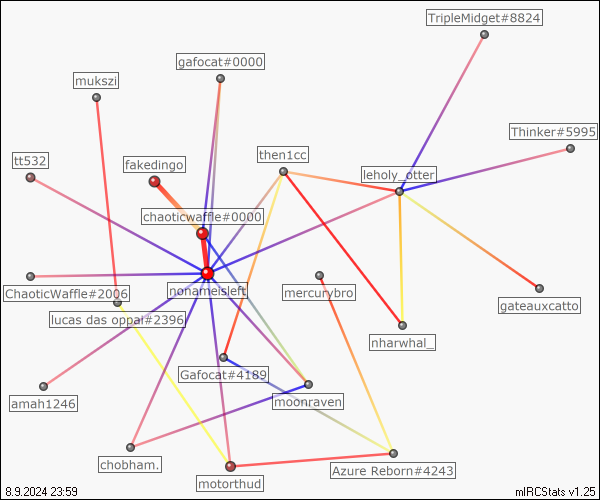 TripleMidget#8824
gafocat#0000
mukszi
Thinker#5995
then1cc
tt532
fakedingo
leholy_otter
chaoticwaffle#0000
nonameisleft
mercurybro
ChaoticWaffle#2006
gateauxcatto
lucas das oppai#2396
nharwhal_
Gafocat#4189
moonraven
amah1246
chobham.
Azure Reborn#4243
motorthud
8.9.2024 23:59
mIRCStats v1.25